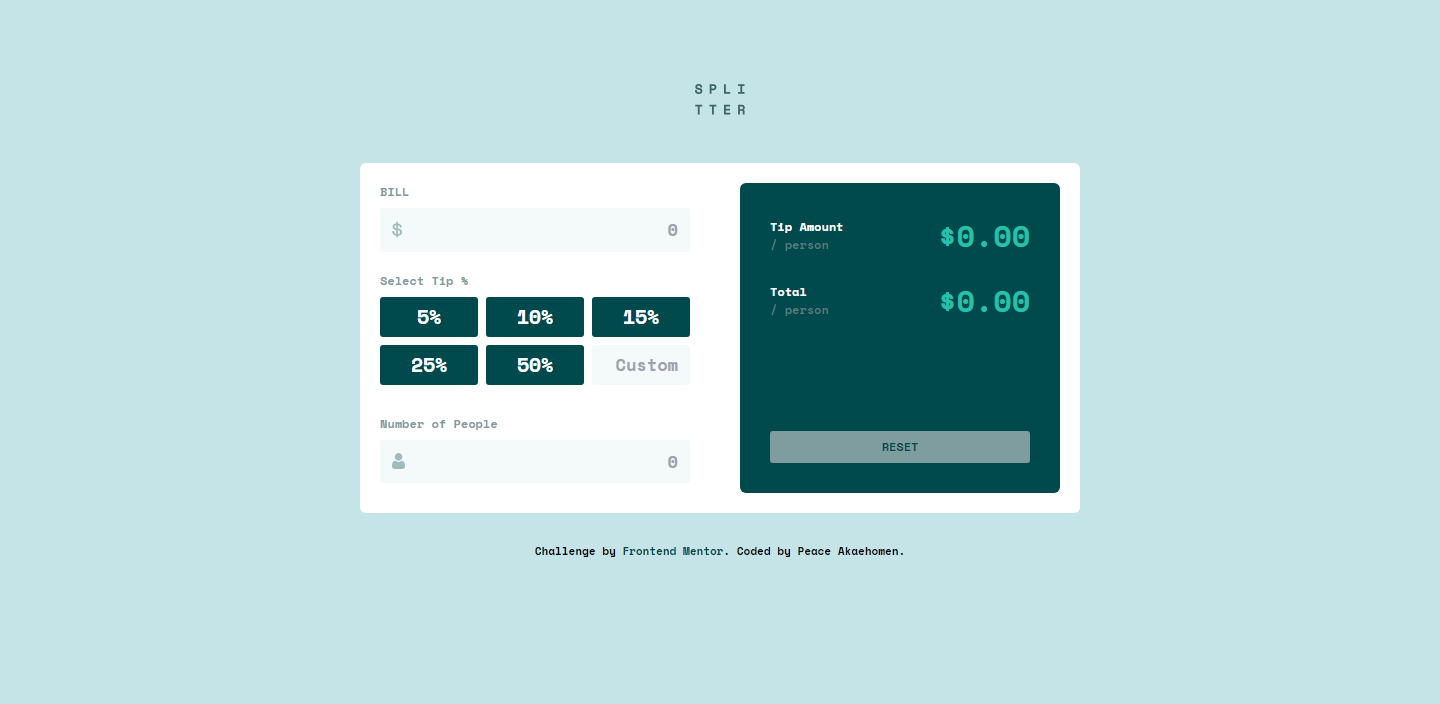 SPLI
TTER
BILL
$ 0
Select Tip %
5% 10% 15%
25% 50% Custom
Number of People
0
Tip Amount
/ person
$0.00
Total
/ person
$0.00
RESET
Challenge by Frontend Mentor. Coded by Peace Akaehomen.